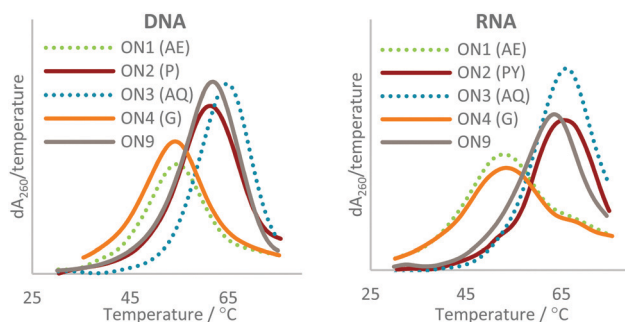 DNA
ON1 (AE)
ON2 (P)
ON3 (AQ)
ON4 (G)
ON9
dA260/temperature
25 45 65
Temperature / °C
RNA
ON1 (AE)
ON2 (PY)
ON3 (AQ)
ON4 (G)
ON9
dA260/temperature
25 45 65
Temperature / °C